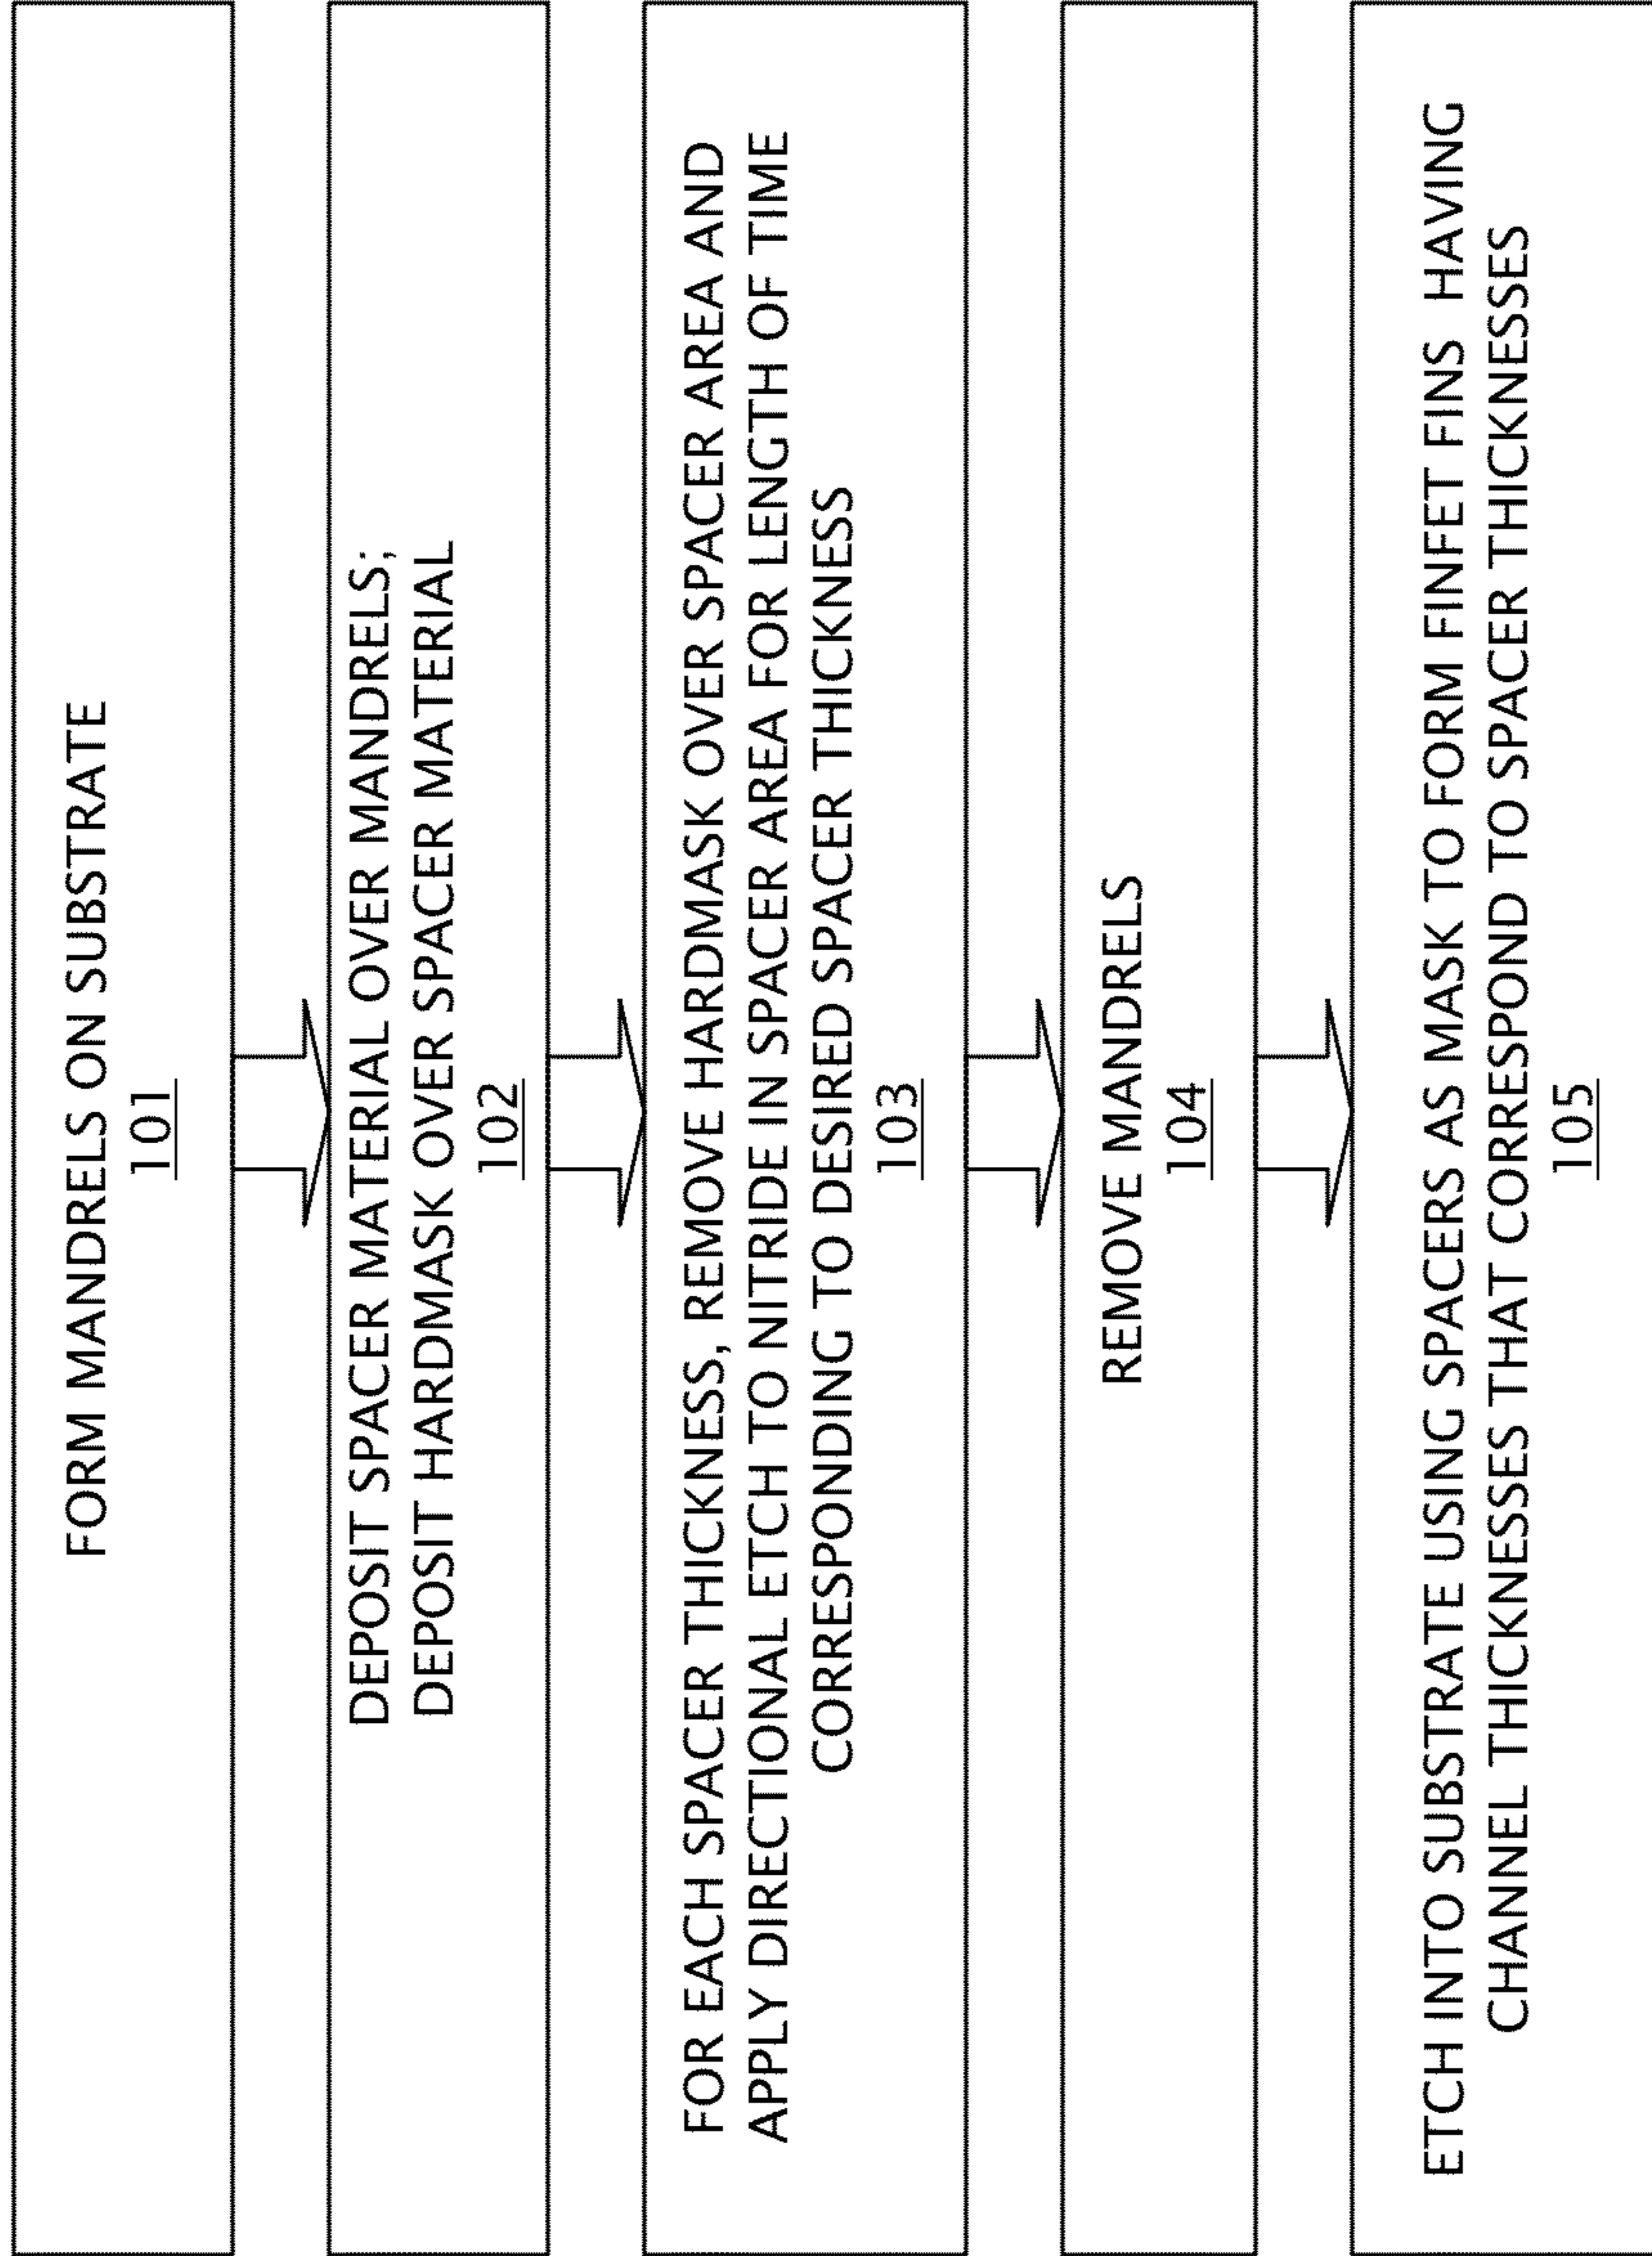 FORM MANDRELS ON SUBSTRATE
101
DEPOSIT SPACER MATERIAL OVER MANDRELS;
DEPOSIT HARDMASK OVER SPACER MATERIAL
102
FOR EACH SPACER THICKNESS, REMOVE HARDMASK OVER SPACER AREA AND
APPLY DIRECTIONAL ETCH TO NITRIDE IN SPACER AREA FOR LENGTH OF TIME
CORRESPONDING TO DESIRED SPACER THICKNESS
103
REMOVE MANDRELS
104
ETCH INTO SUBSTRATE USING SPACERS AS MASK TO FORM FINFET FINS HAVING
CHANNEL THICKNESSES THAT CORRESPOND TO SPACER THICKNESSES
105